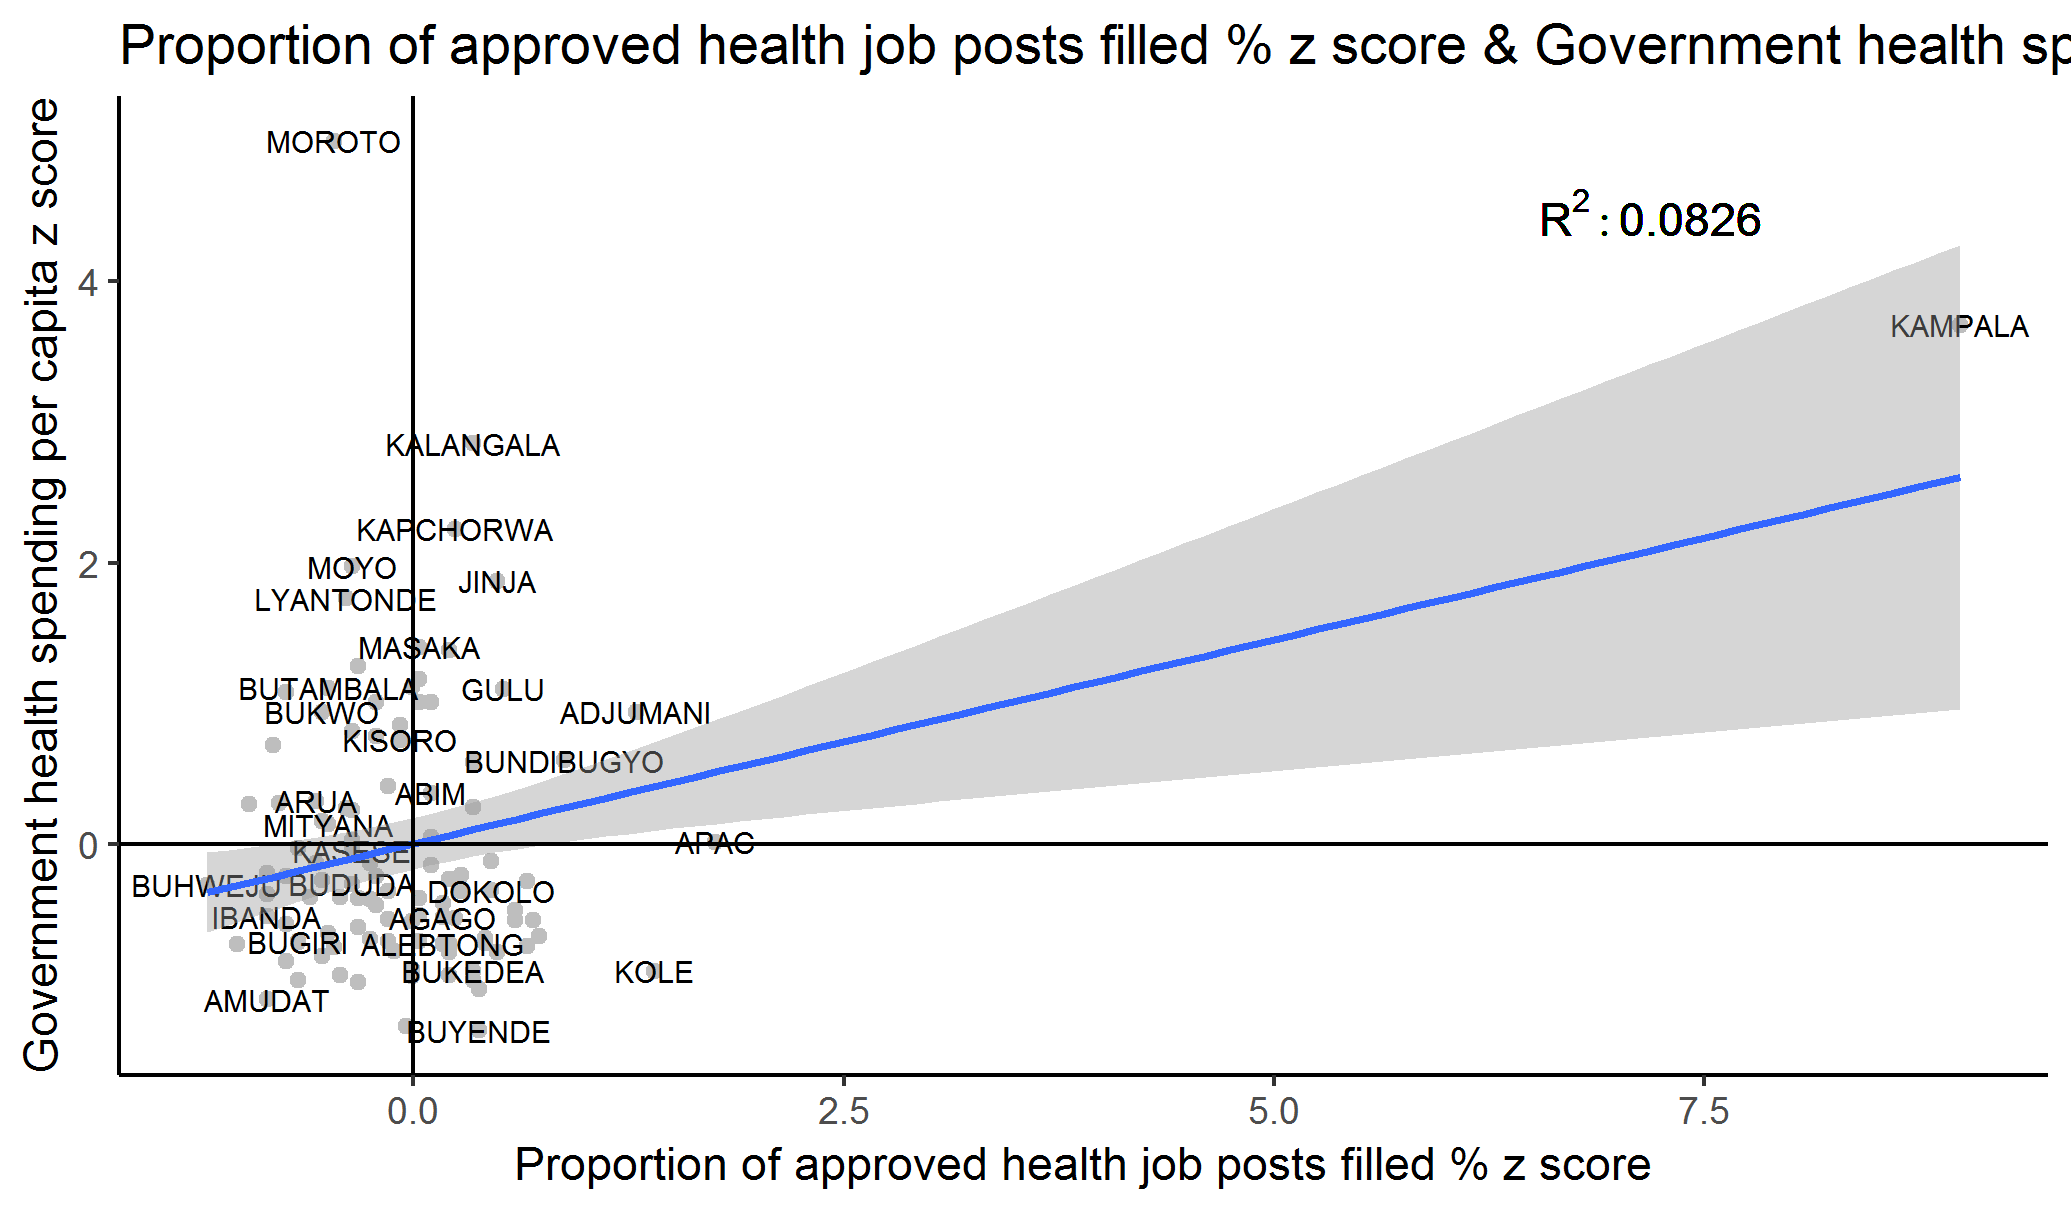 Proportion of approved health job posts filled % z score & Government health sp
Government health spending per capita z score
MOROTO
R2 : 0.0826
4
KAMPALA
KALANGALA
KAPCHORWA
2
MOYO
JINJA
LYANTONDE
MASAKA
BUTAMBALA
GULU
BUKWO
ADJUMANI
KISORO
BUNDIBUGYO
ARUA
ABIM
MITYANA
0
KASESE
APAC
BUHWEJU
BUDUDA
DOKOLO
IBANDA
AGAGO
BUGIRI
ALEBTONG
BUKEDEA
KOLE
AMUDAT
BUYENDE
0.0
2.5
5.0
7.5
Proportion of approved health job posts filled % z score